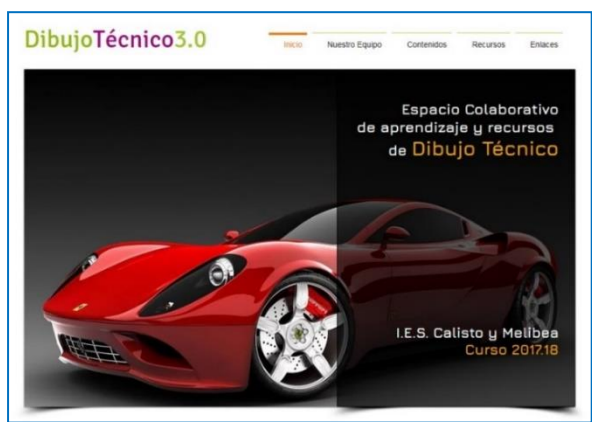 DibujoTécnico3.0
Inicio Nuestro Equipo Contenidos Recursos Enlaces
Espacio Colaborativo
de aprendizaje y recursos
de Dibujo Técnico
I.E.S. Calisto y Melibea
Curso 2017.18